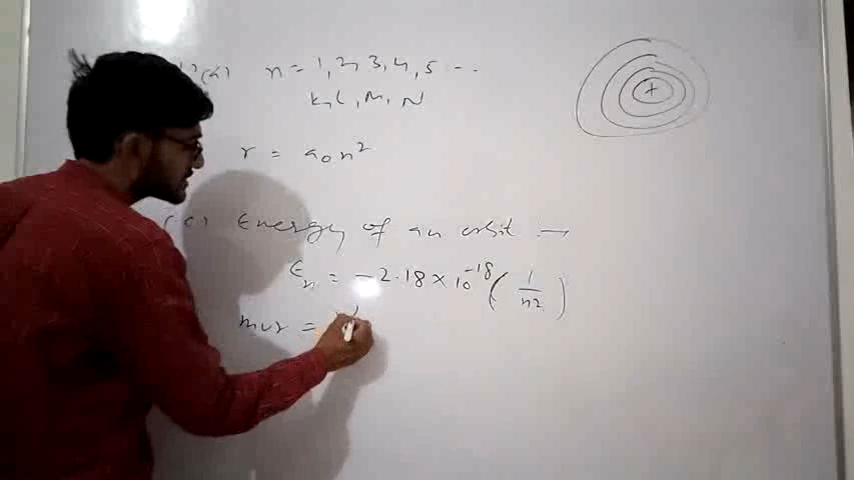 n = 1, 2, 3, 4, 5 ...
K, L, M, N
r = a₀n²
(c) Energy of an orbit →
Eₙ = -2.18 × 10⁻¹⁸ (1/n2)
mvr =
+